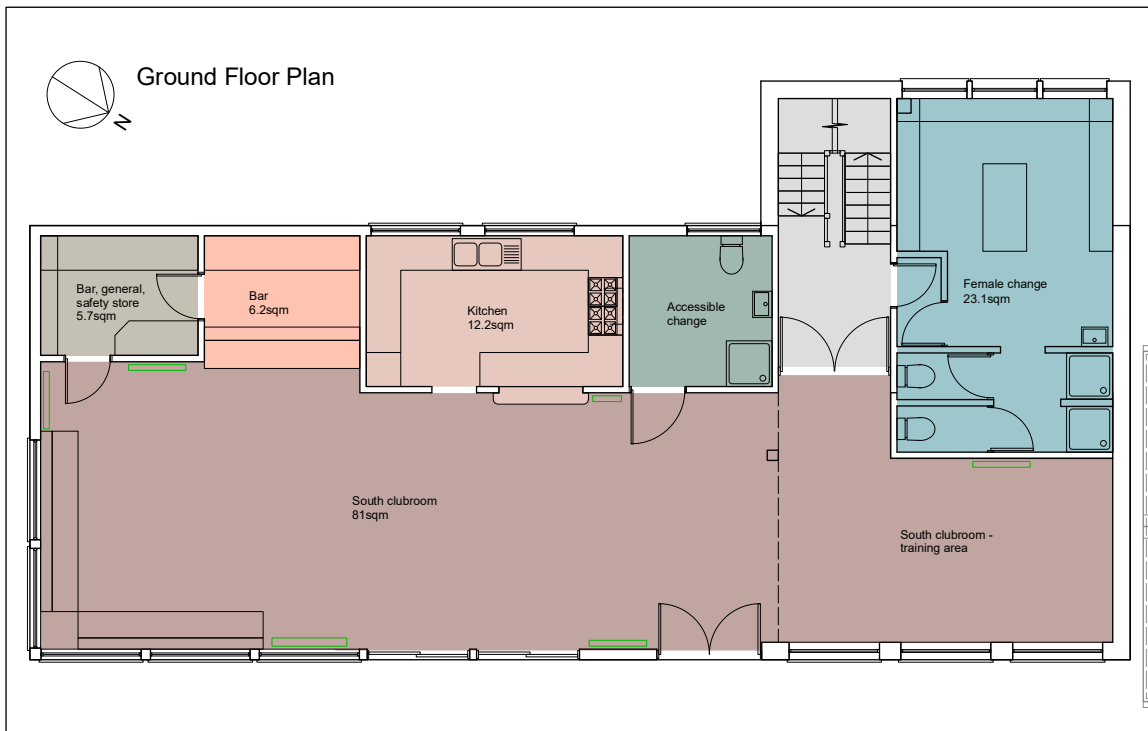 Ground Floor Plan
N
Bar, general,
safety store
5.7sqm
Bar
6.2sqm
Kitchen
12.2sqm
Accessible
change
Female change
23.1sqm
South clubroom
81sqm
South clubroom -
training area